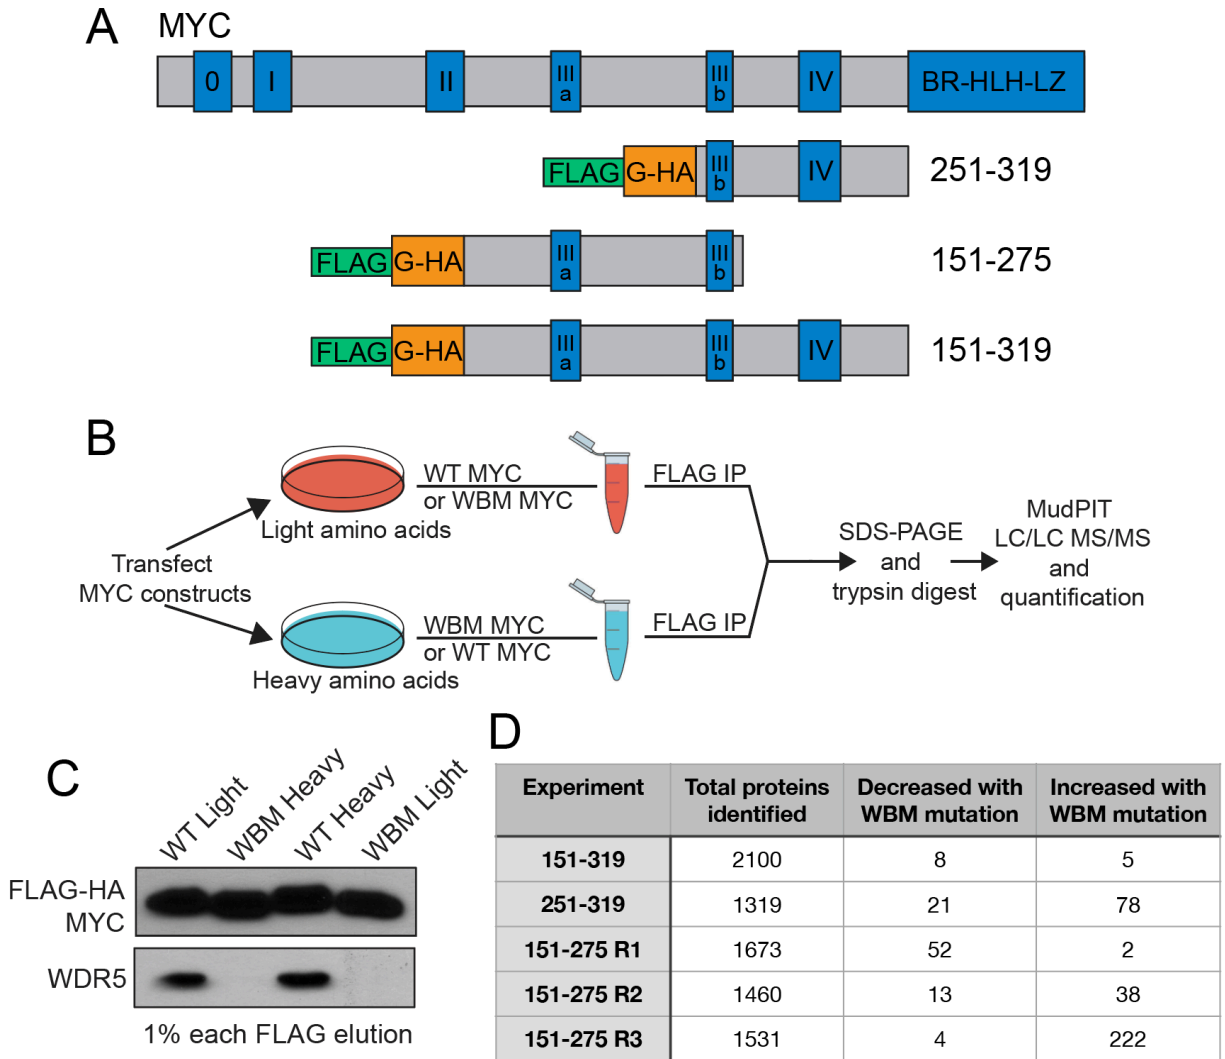 A
MYC
0 I II III a III b IV BR-HLH-LZ
FLAG G-HA III b IV 251-319
FLAG G-HA III a III b 151-275
FLAG G-HA III a III b IV 151-319
B
Transfect
MYC constructs
Light amino acids
WT MYC
or WBM MYC
FLAG IP
Heavy amino acids
WBM MYC
or WT MYC
FLAG IP
SDS-PAGE
and
trypsin digest
MudPIT
LC/LC MS/MS
and
quantification
C
WT Light
WBM Heavy
WT Heavy
WBM Light
FLAG-HA
MYC
WDR5
1% each FLAG elution
D
Experiment Total proteins identified Decreased with WBM mutation Increased with WBM mutation
151-319 2100 8 5
251-319 1319 21 78
151-275 R1 1673 52 2
151-275 R2 1460 13 38
151-275 R3 1531 4 222